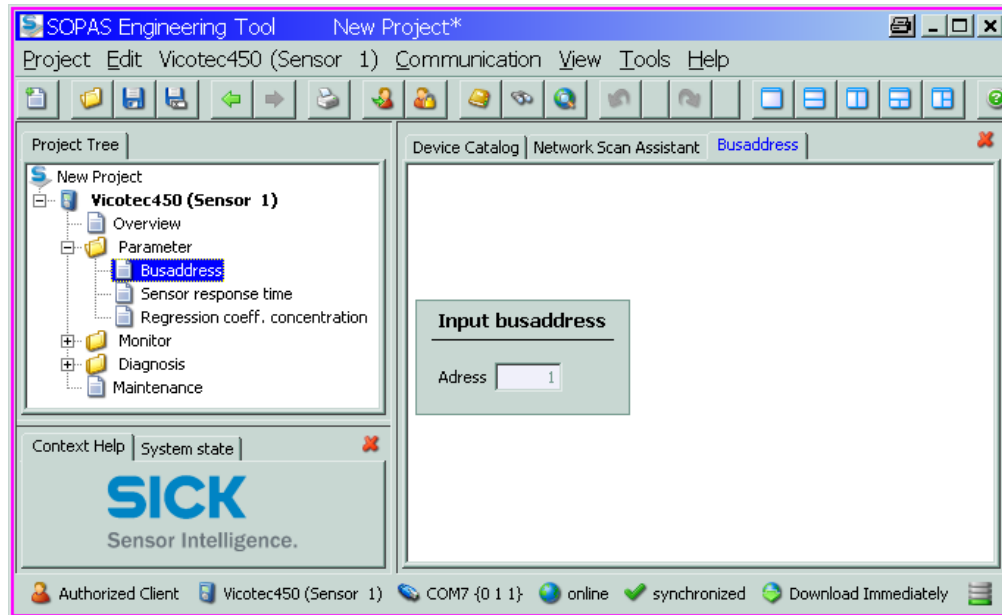 SOPAS Engineering Tool New Project*
Project Edit Vicotec450 (Sensor 1) Communication View Tools Help
Project Tree
Device Catalog Network Scan Assistant Busaddress
New Project
Vicotec450 (Sensor 1)
Overview
Parameter
Busaddress
Sensor response time
Regression coeff. concentration
Monitor
Diagnosis
Maintenance
Input busaddress
Adress 1
Context Help System state
SICK
Sensor Intelligence.
Authorized Client Vicotec450 (Sensor 1) COM7 {0 1 1} online synchronized Download Immediately